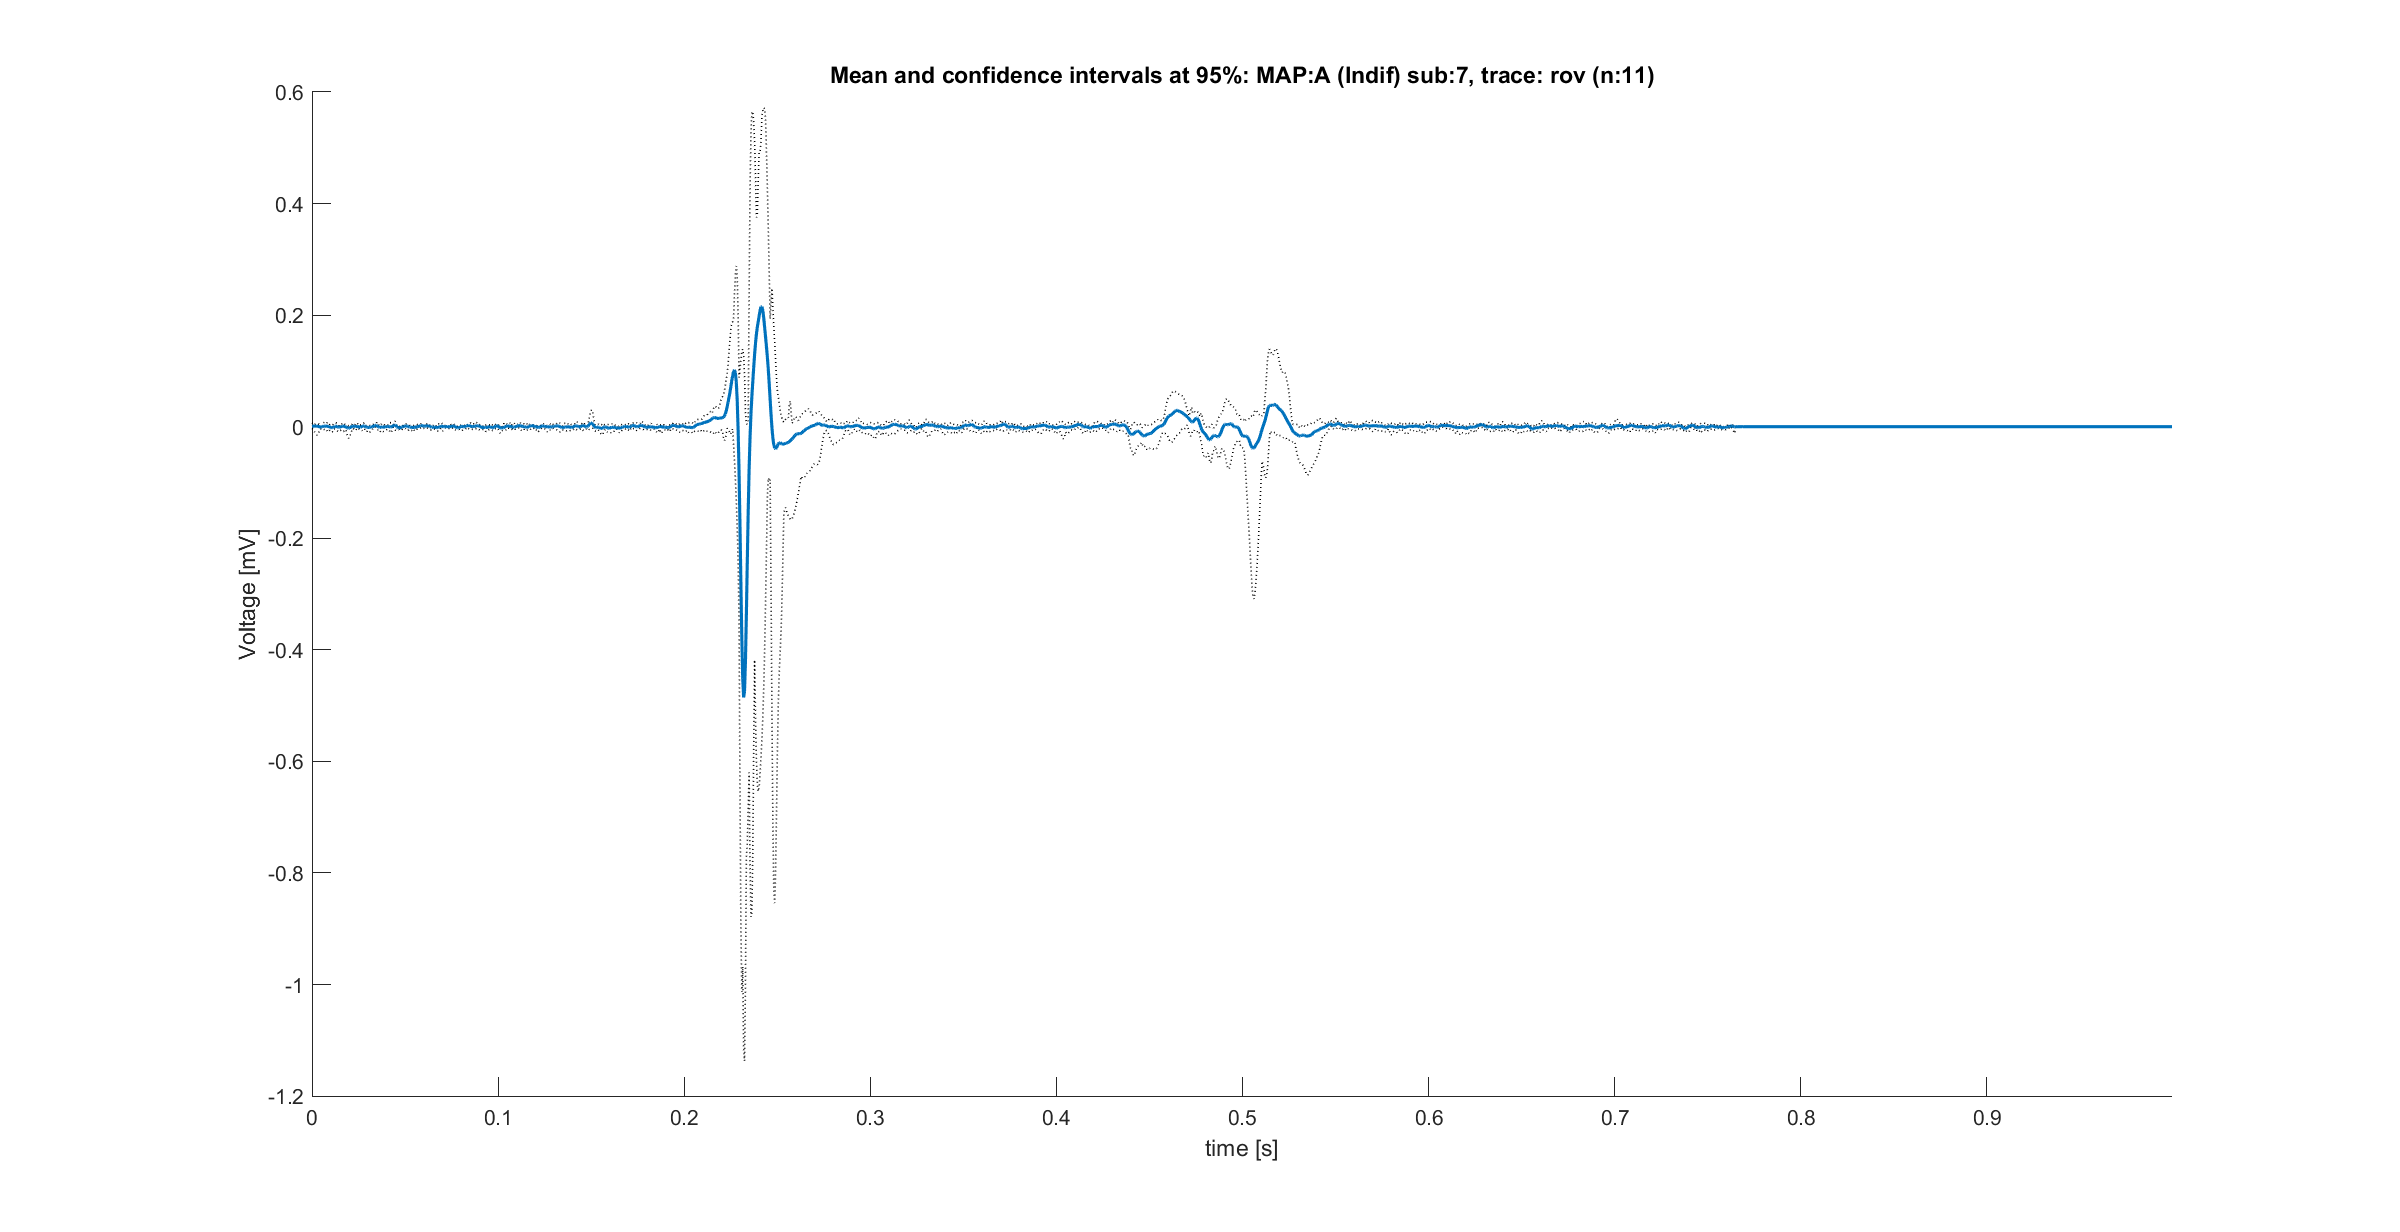 Mean and confidence intervals at 95%: MAP:A (Indif) sub:7, trace: rov (n:11)
0.6
0.4
0.2
0
-0.2
-0.4
-0.6
-0.8
-1
-1.2
Voltage [mV]
0 0.1 0.2 0.3 0.4 0.5 0.6 0.7 0.8 0.9
time [s]